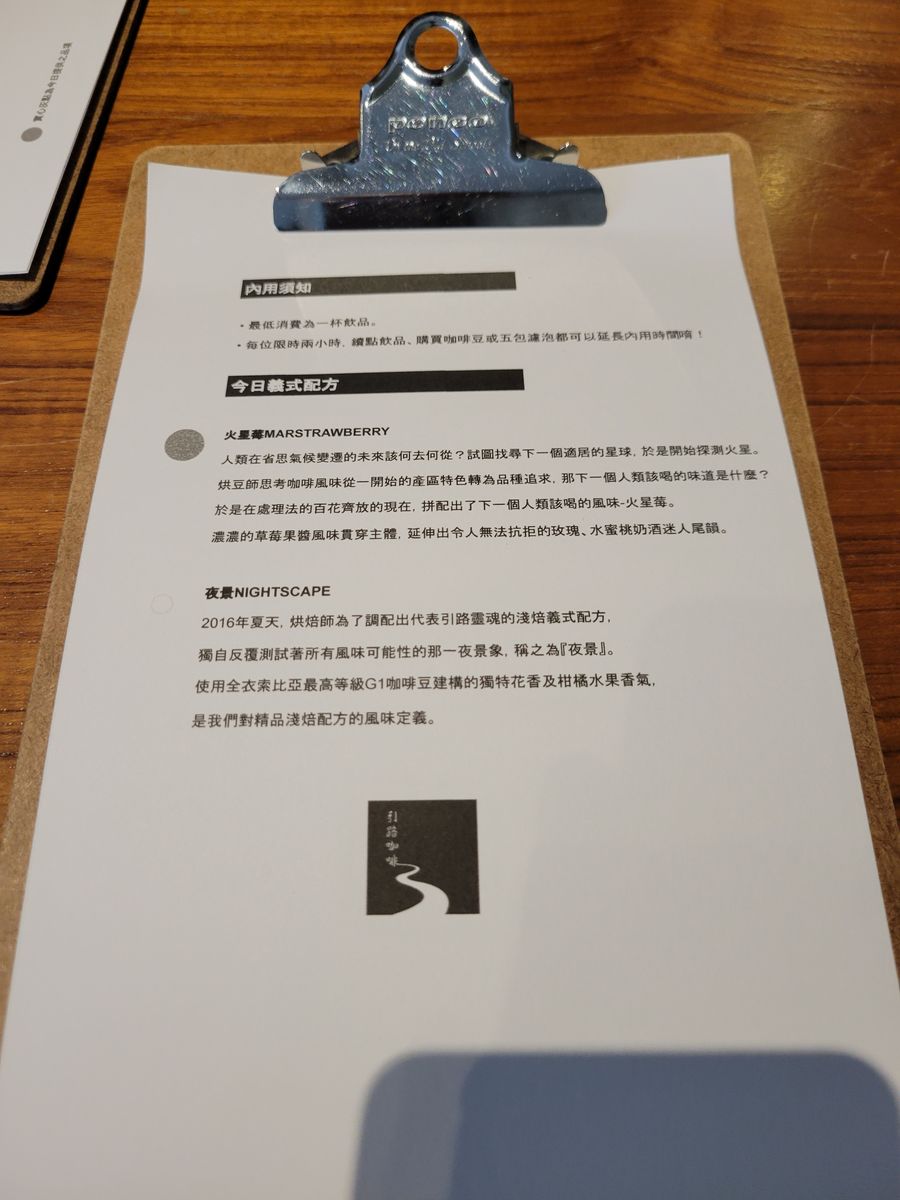 實心灰點為今日提供之品項
penco
內用須知
・最低消費為一杯飲品。
・每位限時兩小時, 續點飲品、購買咖啡豆或五包濾泡都可以延長內用時間唷！
今日義式配方
火星莓MARSTRAWBERRY
人類在省思氣候變遷的未來該何去何從？試圖找尋下一個適居的星球, 於是開始探測火星。
烘豆師思考咖啡風味從一開始的產區特色轉為品種追求, 那下一個人類該喝的味道是什麼？
於是在處理法的百花齊放的現在, 拼配出了下一個人類該喝的風味-火星莓。
濃濃的草莓果醬風味貫穿主體, 延伸出令人無法抗拒的玫瑰、水蜜桃奶酒迷人尾韻。
夜景NIGHTSCAPE
2016年夏天, 烘焙師為了調配出代表引路靈魂的淺焙義式配方,
獨自反覆測試著所有風味可能性的那一夜景象, 稱之為『夜景』。
使用全衣索比亞最高等級G1咖啡豆建構的獨特花香及柑橘水果香氣,
是我們對精品淺焙配方的風味定義。
引路咖啡